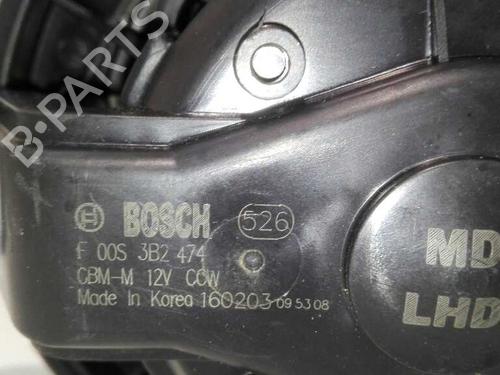 B-PARTS
BOSCH 526
F 00S 3B2 474
CBM-M 12V CCW
Made In Korea 160203 09 53 08
MD
LHD